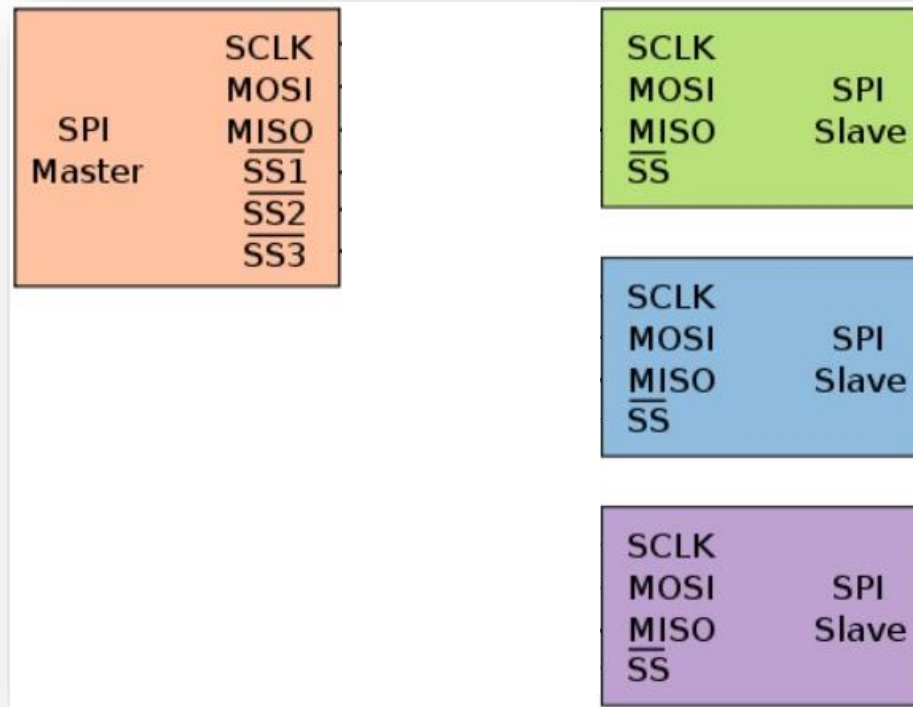 SCLK
MOSI
MISO
SS1
SS2
SS3
SPI
Master
SCLK
MOSI
MISO
SS
SPI
Slave
SCLK
MOSI
MISO
SS
SPI
Slave
SCLK
MOSI
MISO
SS
SPI
Slave